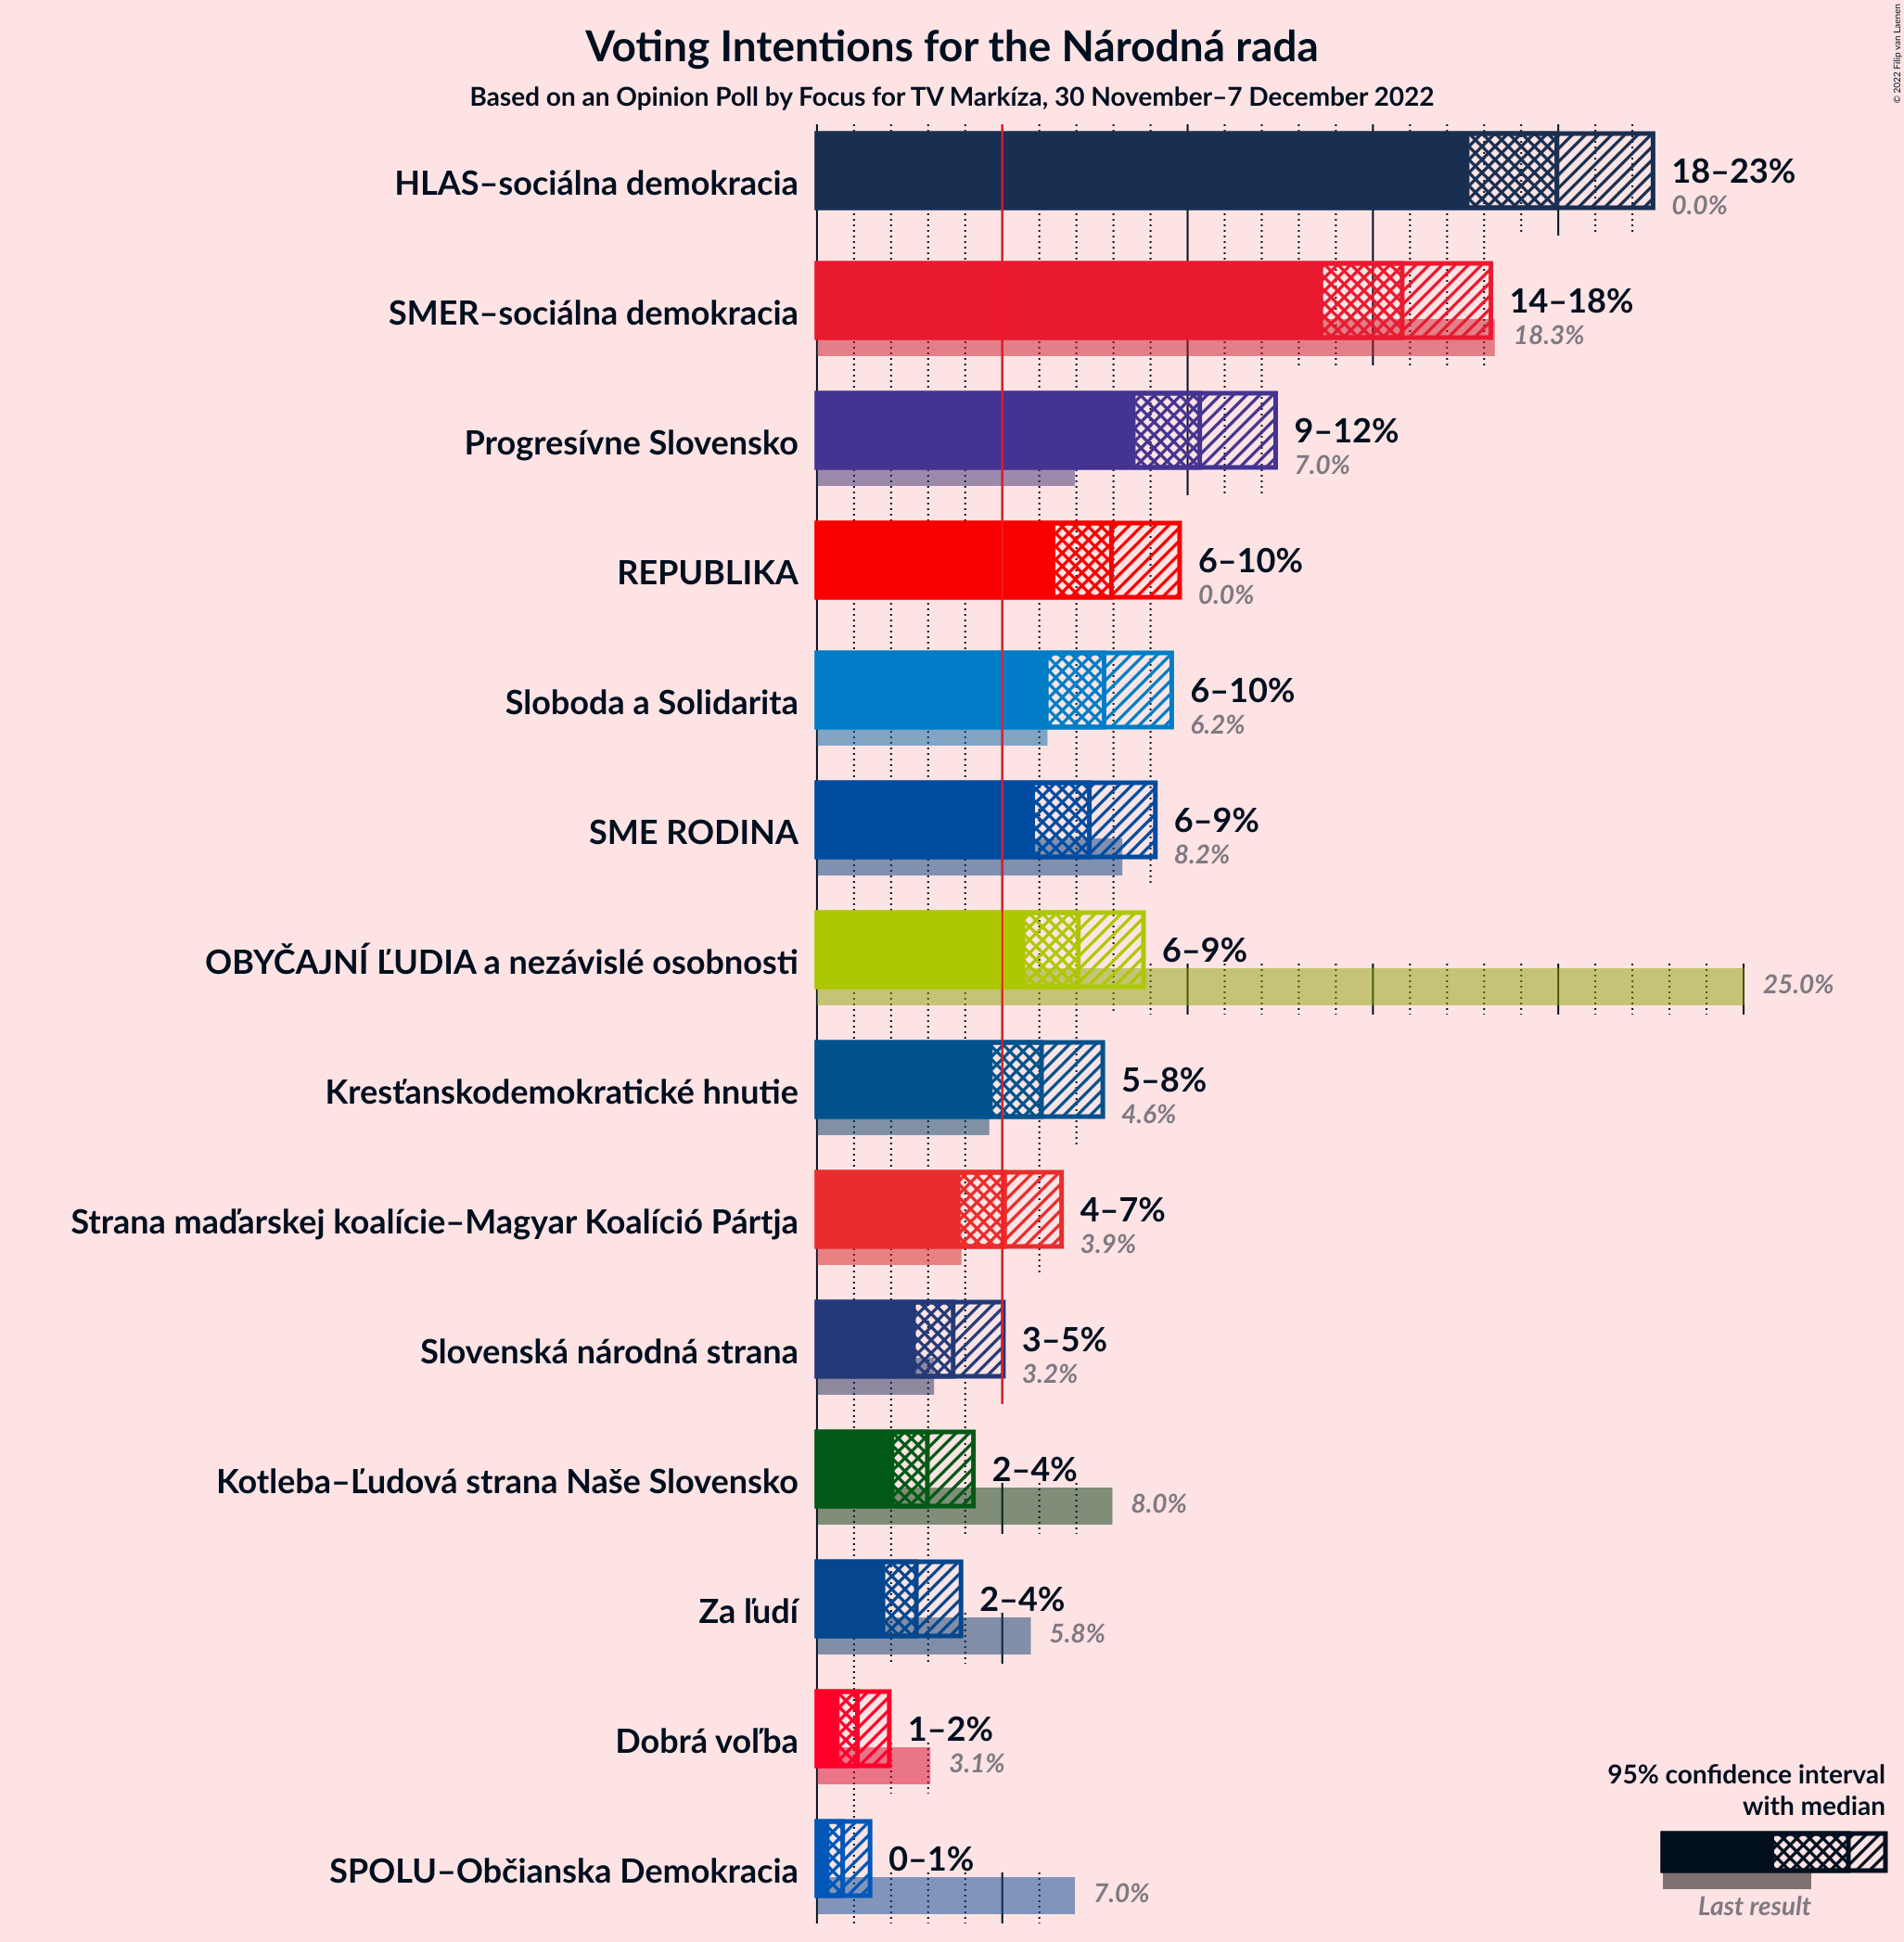 Voting Intentions for the Národná rada
Based on an Opinion Poll by Focus for TV Markíza, 30 November–7 December 2022
© 2022 Filip van Laenen
HLAS–sociálna demokracia
18–23%
0.0%
SMER–sociálna demokracia
14–18%
18.3%
Progresívne Slovensko
9–12%
7.0%
REPUBLIKA
6–10%
0.0%
Sloboda a Solidarita
6–10%
6.2%
SME RODINA
6–9%
8.2%
OBYČAJNÍ ĽUDIA a nezávislé osobnosti
6–9%
25.0%
Kresťanskodemokratické hnutie
5–8%
4.6%
Strana maďarskej koalície–Magyar Koalíció Pártja
4–7%
3.9%
Slovenská národná strana
3–5%
3.2%
Kotleba–Ľudová strana Naše Slovensko
2–4%
8.0%
Za ľudí
2–4%
5.8%
Dobrá voľba
1–2%
3.1%
SPOLU–Občianska Demokracia
0–1%
7.0%
95% confidence interval
with median
Last result